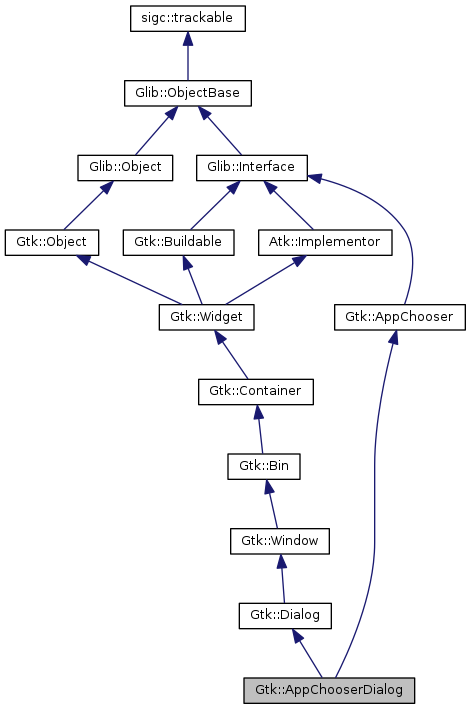 sigc::trackable
Glib::ObjectBase
Glib::Object
Glib::Interface
Gtk::Object
Gtk::Buildable
Atk::Implementor
Gtk::Widget
Gtk::AppChooser
Gtk::Container
Gtk::Bin
Gtk::Window
Gtk::Dialog
Gtk::AppChooserDialog